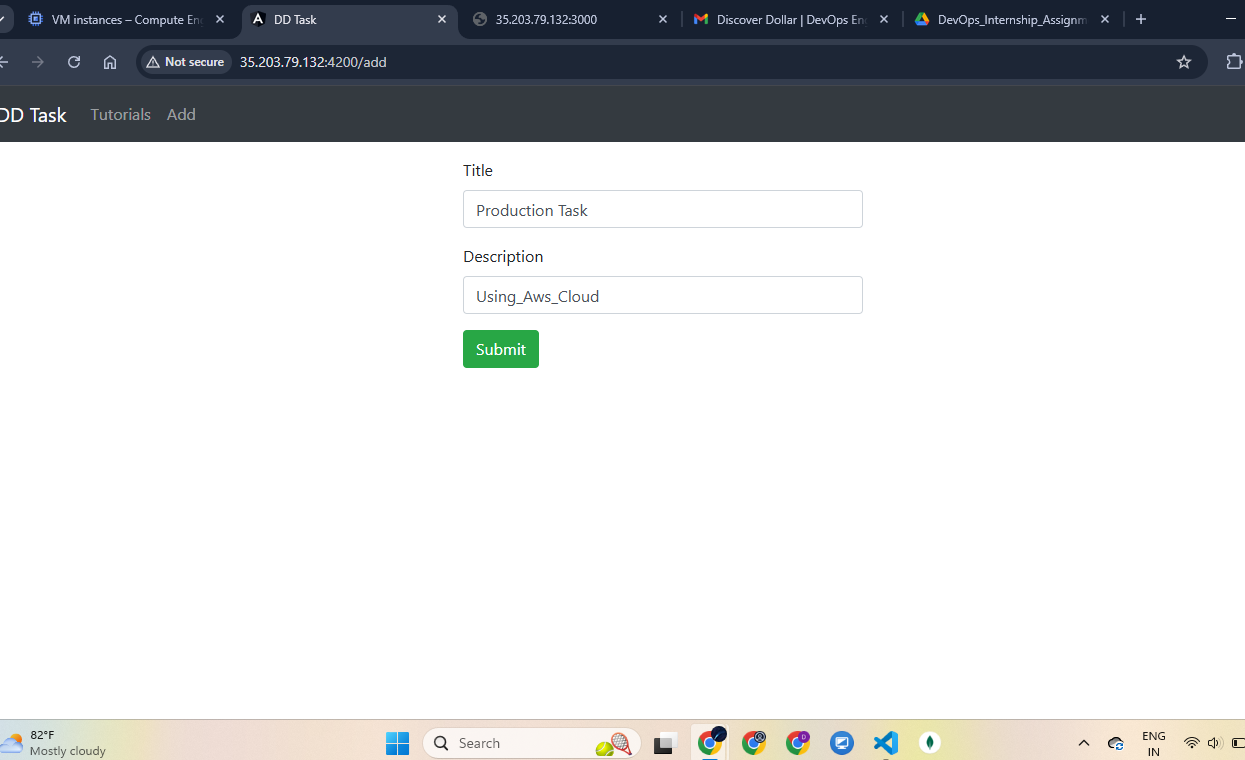 VM instances – Compute En
DD Task
35.203.79.132:3000
Discover Dollar | DevOps En
DevOps_Internship_Assignm
Not secure
35.203.79.132:4200/add
DD Task
Tutorials
Add
Title
Production Task
Description
Using_Aws_Cloud
Submit
82°F
Mostly cloudy
Search
ENG
IN